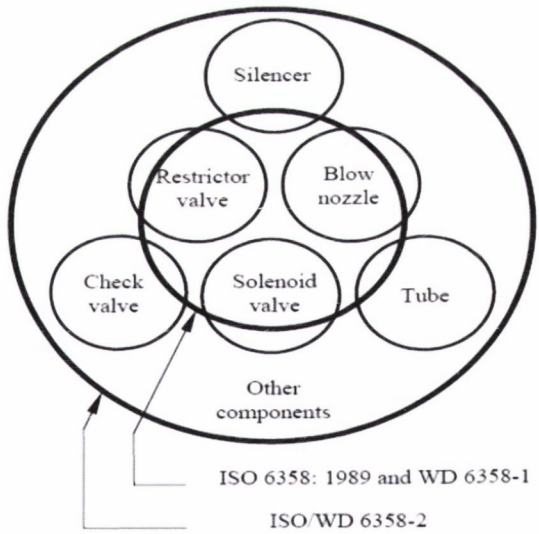 Silencer
Restrictor
valve
Blow
nozzle
Check
valve
Solenoid
valve
Tube
Other
components
ISO 6358: 1989 and WD 6358-1
ISO/WD 6358-2